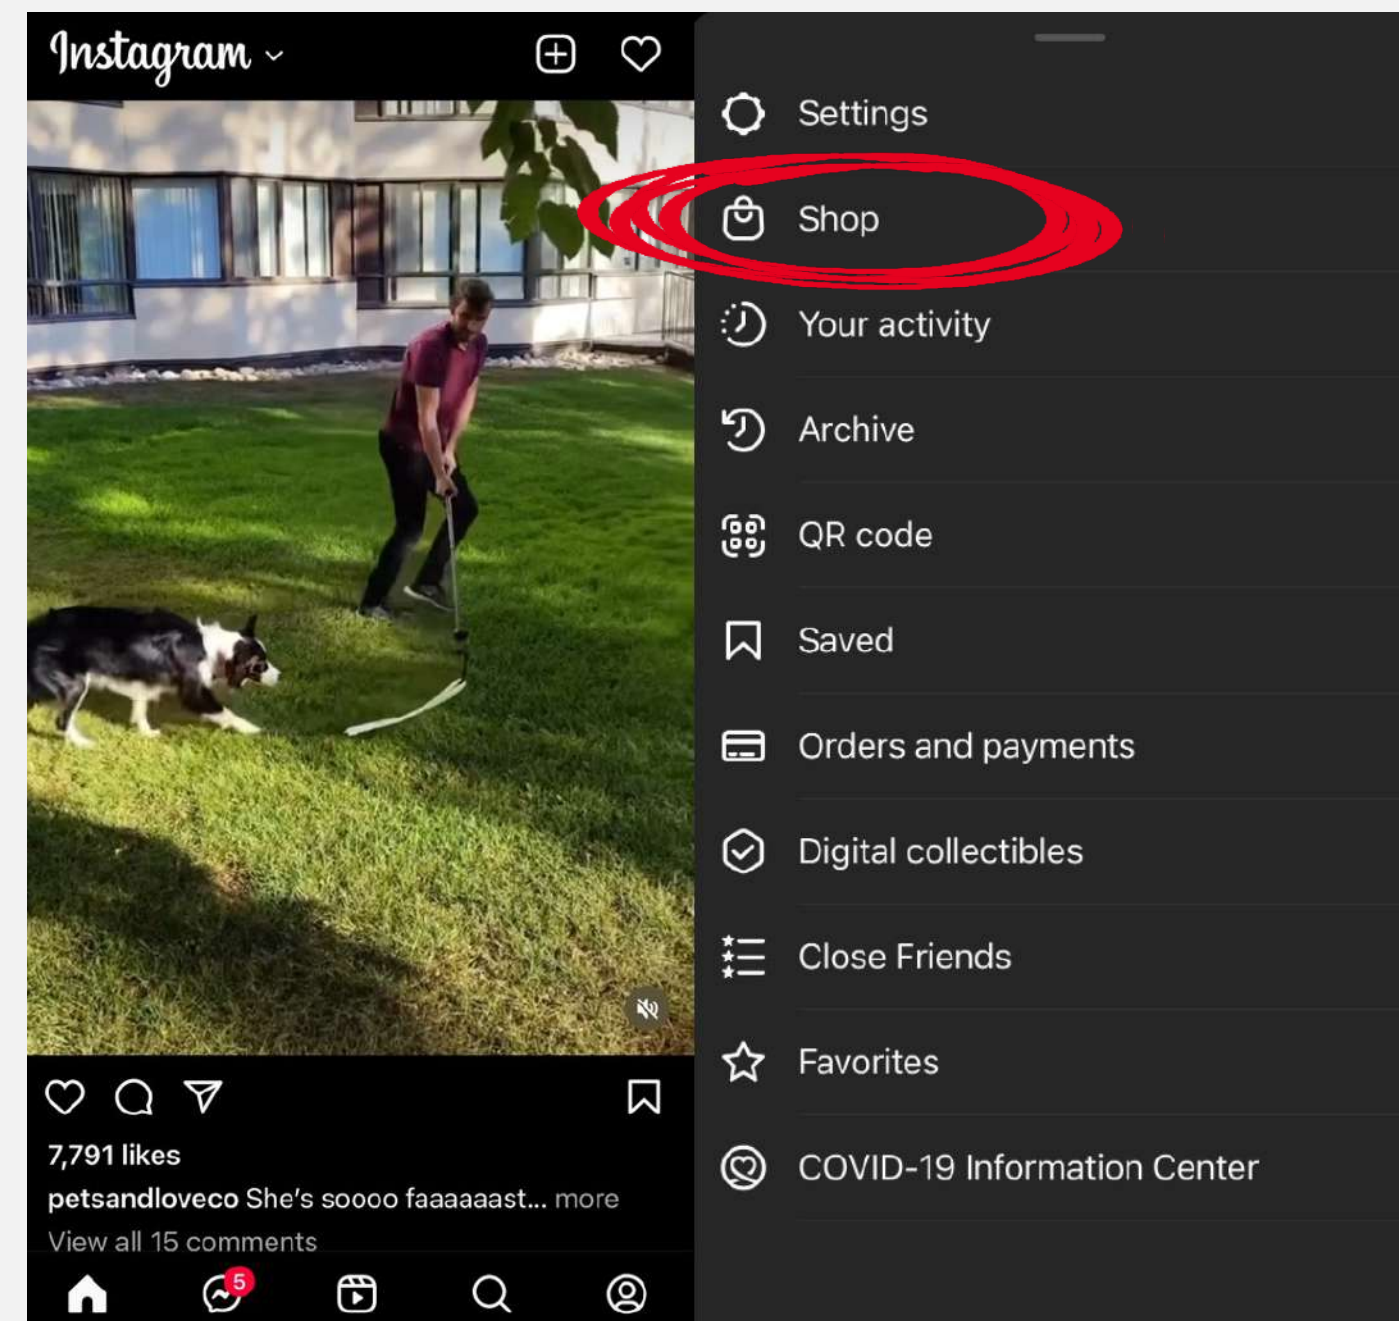 Instagram
7,791 likes
petsandloveco She's soooo faaaaaast... more
View all 15 comments
5
Settings
Shop
Your activity
Archive
QR code
Saved
Orders and payments
Digital collectibles
Close Friends
Favorites
COVID-19 Information Center